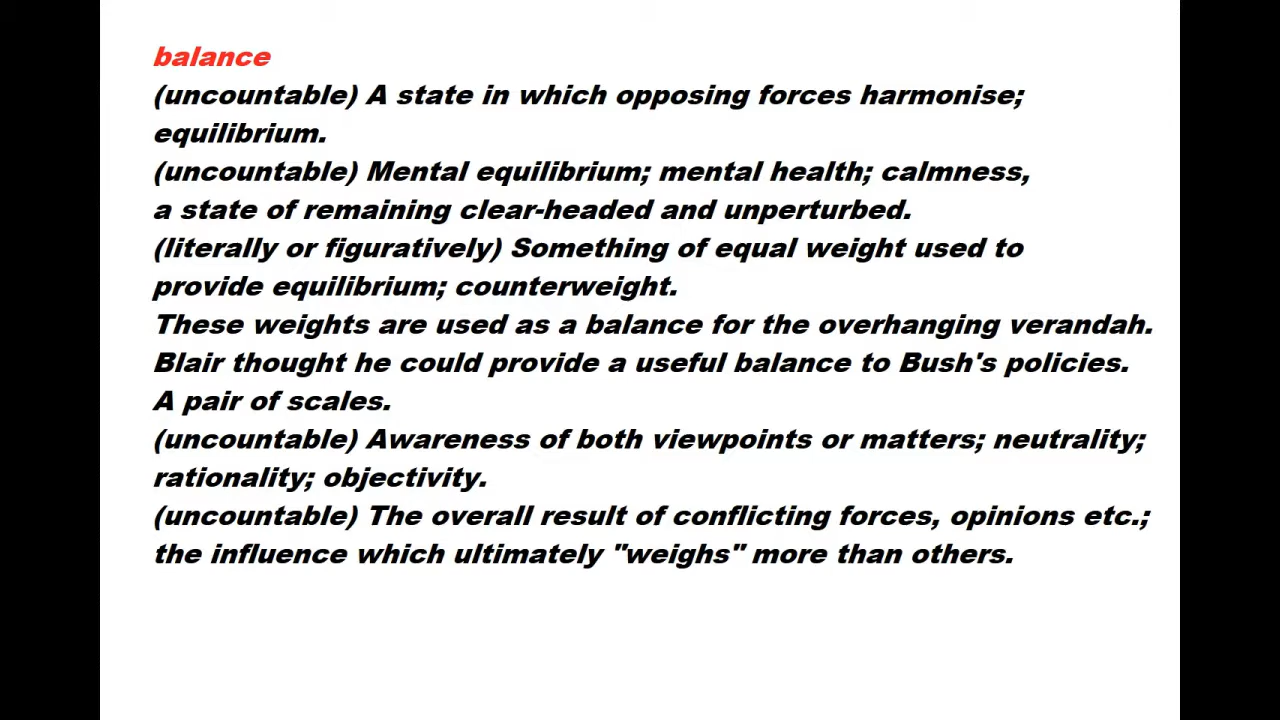 balance
(uncountable) A state in which opposing forces harmonise;
equilibrium.
(uncountable) Mental equilibrium; mental health; calmness,
a state of remaining clear-headed and unperturbed.
(literally or figuratively) Something of equal weight used to
provide equilibrium; counterweight.
These weights are used as a balance for the overhanging verandah.
Blair thought he could provide a useful balance to Bush's policies.
A pair of scales.
(uncountable) Awareness of both viewpoints or matters; neutrality;
rationality; objectivity.
(uncountable) The overall result of conflicting forces, opinions etc.;
the influence which ultimately "weighs" more than others.